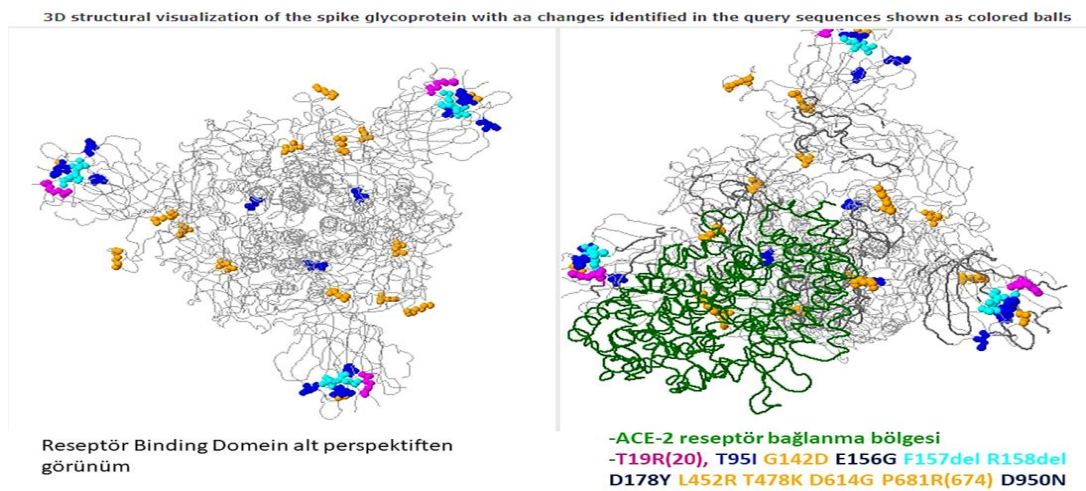 3D structural visualization of the spike glycoprotein with aa changes identified in the query sequences shown as colored balls
Reseptör Binding Domein alt perspektiften
görünüm
-ACE-2 reseptör bağlanma bölgesi
-T19R(20), T95I G142D E156G F157del R158del
D178Y L452R T478K D614G P681R(674) D950N